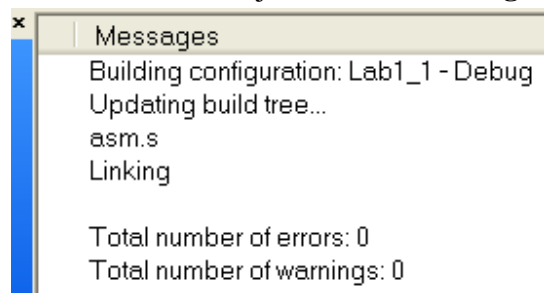 Messages
Building configuration: Lab1_1 - Debug
Updating build tree...
asm.s
Linking
Total number of errors: 0
Total number of warnings: 0